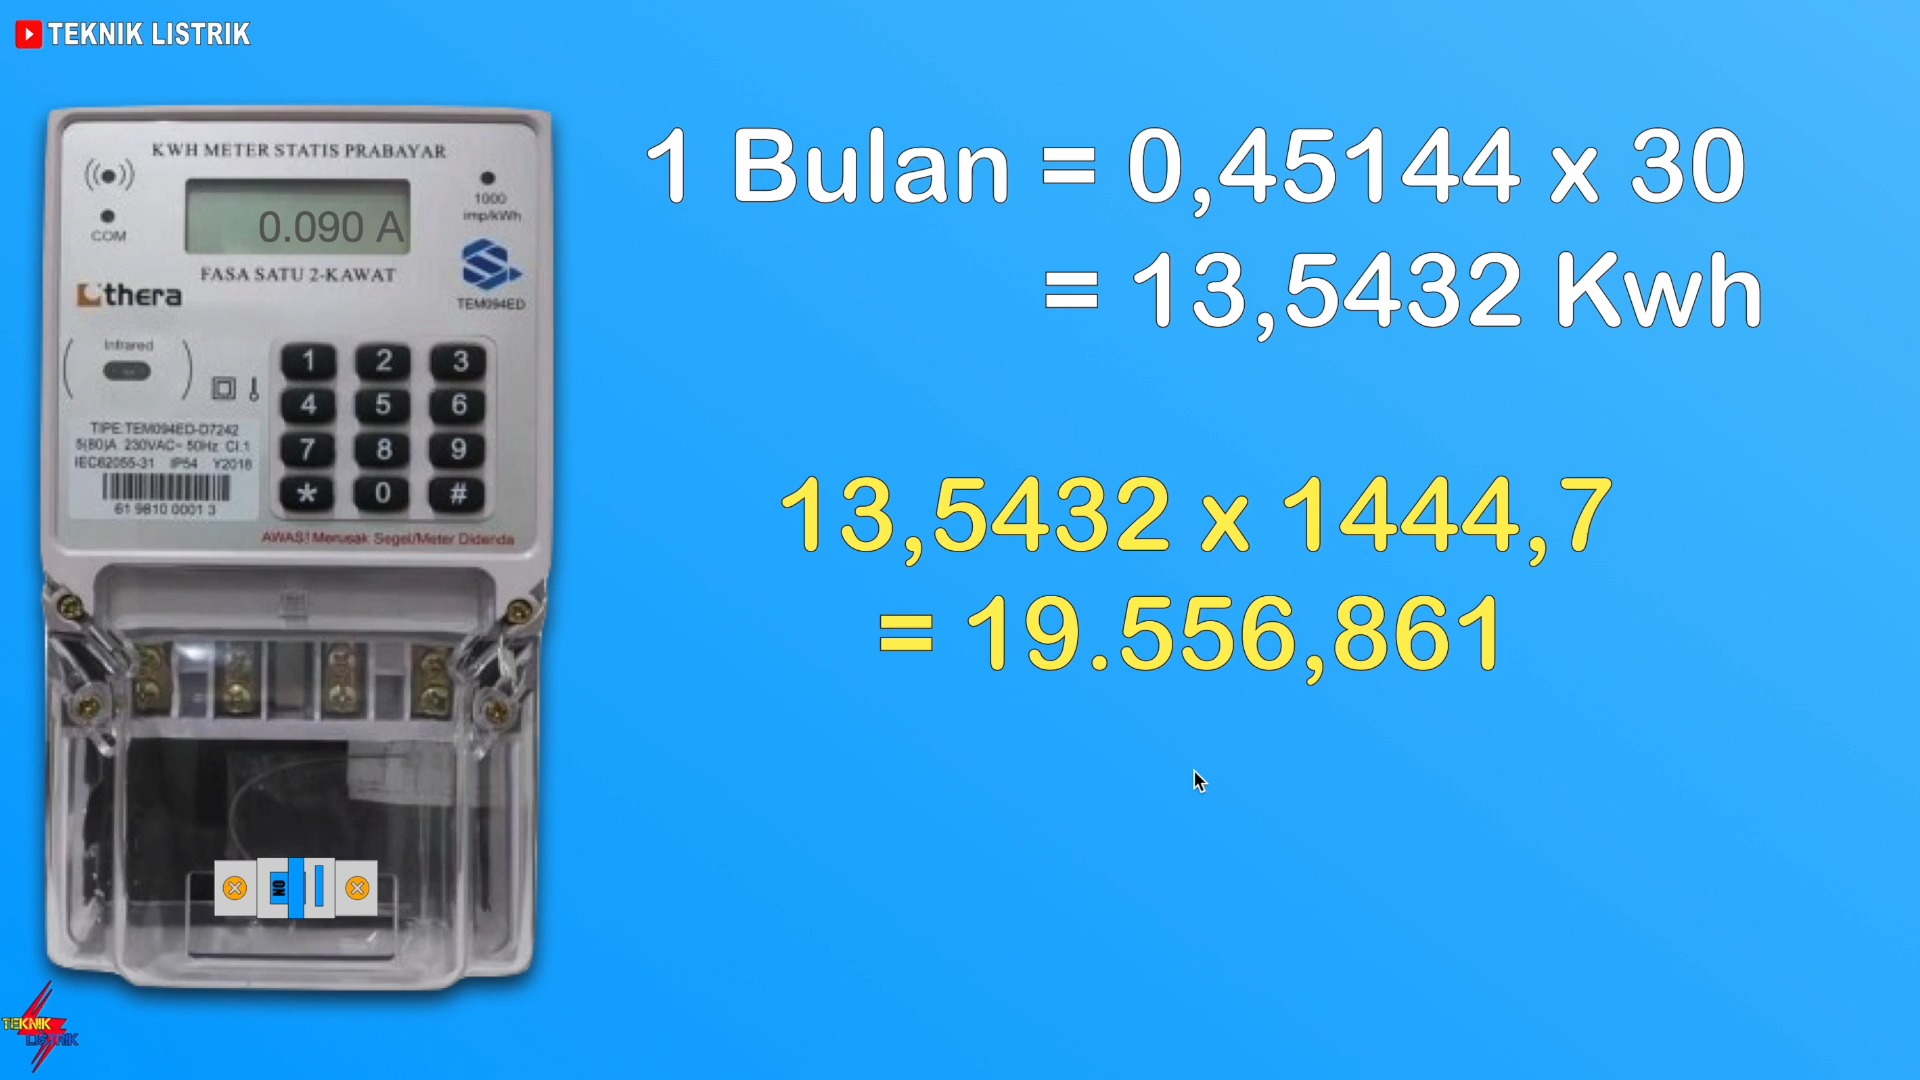 TEKNIK LISTRIK
KWH METER STATIS PRABAYAR
1000
imp/kWh
COM
0.090 A
FASA SATU 2-KAWAT
thera
TEM094ED
Infrared
1 2 3
4 5 6
7 8 9
* 0 #
TIPE:TEM094ED-D7242
5(80)A 230VAC~ 50Hz Cl.1
IEC62055-31 IP54 Y2018
61 9810 0001 3
AWAS! Merusak Segel/Meter Didenda
ON
1 Bulan = 0,45144 x 30
= 13,5432 Kwh
13,5432 x 1444,7
= 19.556,861
TEKNIK
LISTRIK